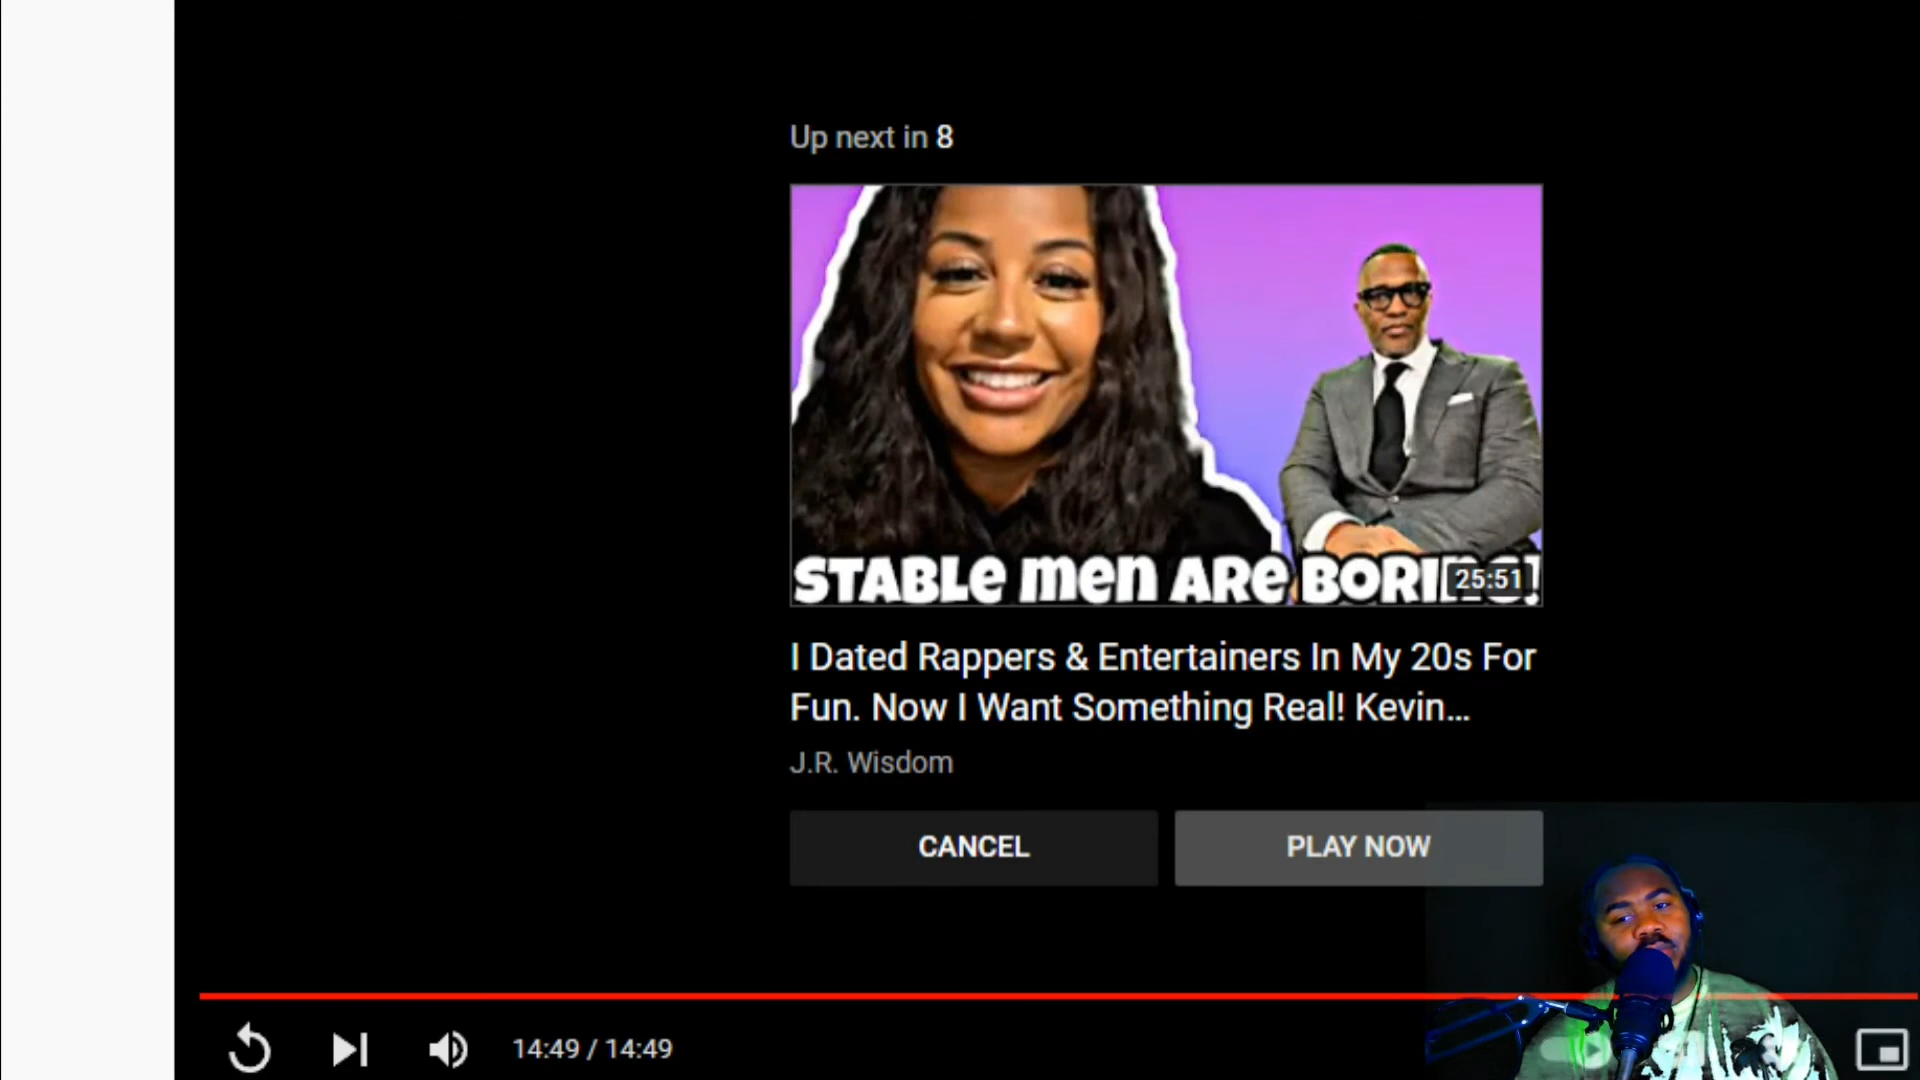 Up next in 8
STABLe men ARe BORING!
25:51
I Dated Rappers & Entertainers In My 20s For
Fun. Now I Want Something Real! Kevin...
J.R. Wisdom
CANCEL
PLAY NOW
14:49 / 14:49